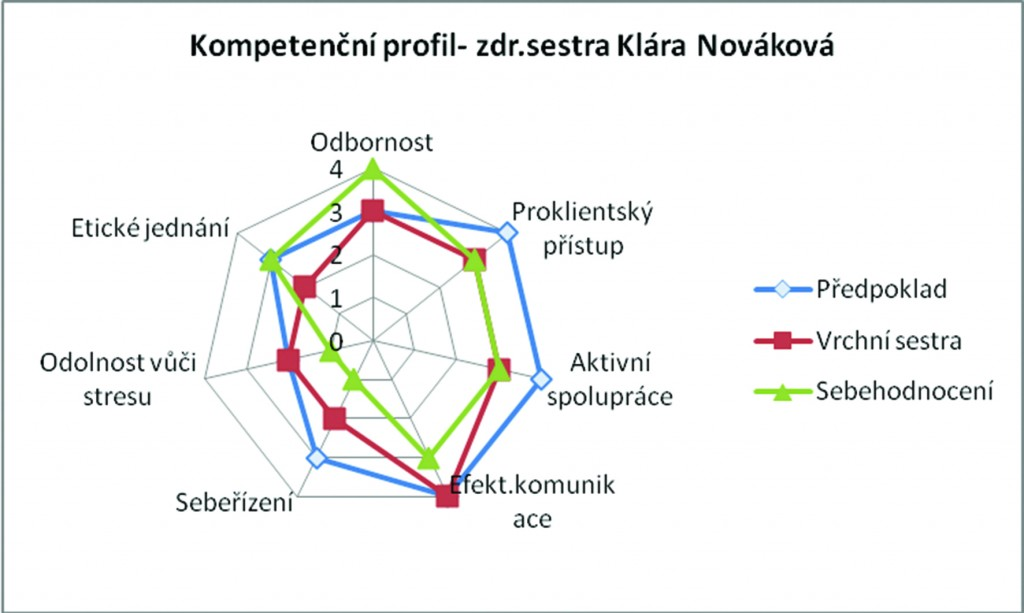 Kompetenční profil- zdr.sestra Klára Nováková
Odbornost
4
3
2
1
0
Proklientský
přístup
Aktivní
spolupráce
Efekt.komunik
ace
Sebeřízení
Odolnost vůči
stresu
Etické jednání
Předpoklad
Vrchní sestra
Sebehodnocení